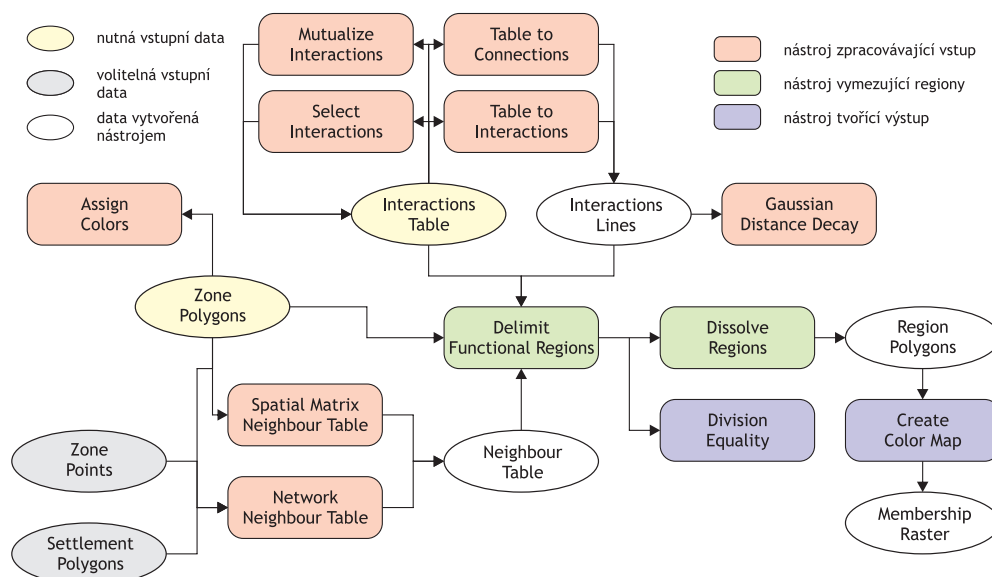 nutná vstupní data
volitelná vstupní
data
data vytvořená
nástrojem
Mutualize
Interactions
Table to
Connections
Select
Interactions
Table to
Interactions
nástroj zpracovávající vstup
nástroj vymezující regiony
nástroj tvořící výstup
Assign
Colors
Interactions
Table
Interactions
Lines
Gaussian
Distance Decay
Zone
Polygons
Delimit
Functional Regions
Dissolve
Regions
Region
Polygons
Spatial Matrix
Neighbour Table
Division
Equality
Create
Color Map
Zone
Points
Neighbour
Table
Network
Neighbour Table
Settlement
Polygons
Membership
Raster